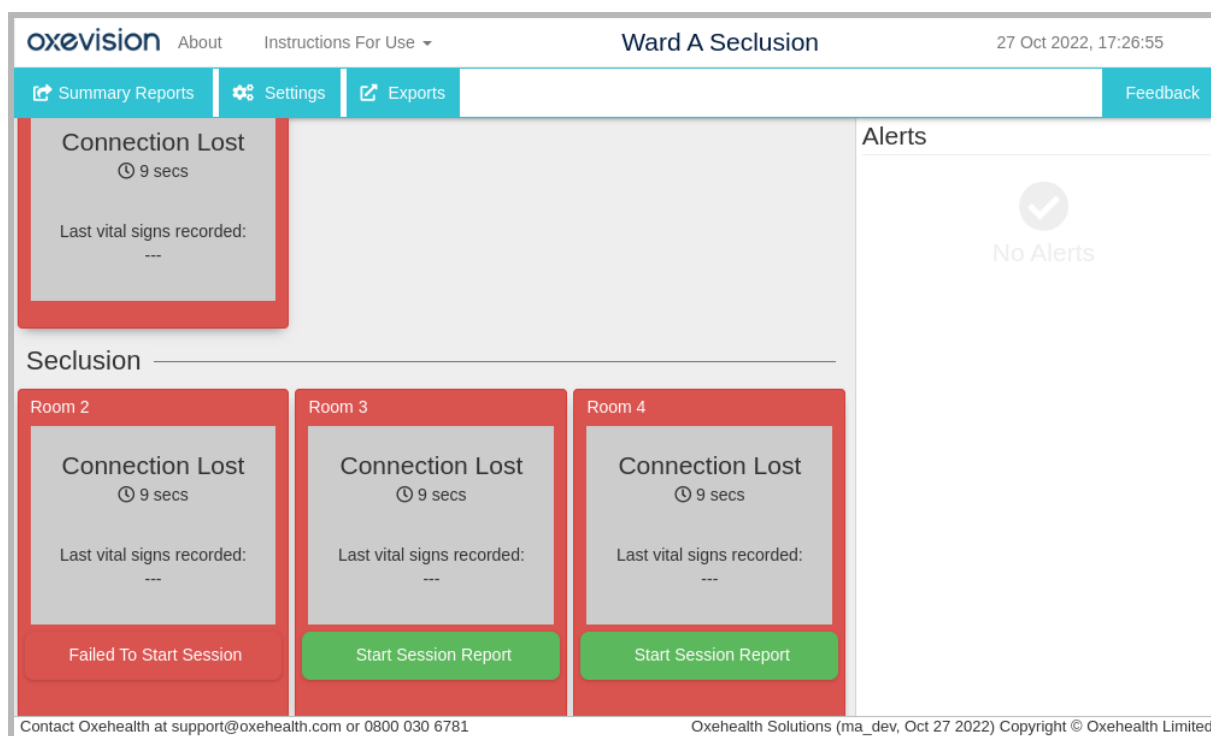 oxevision About Instructions For Use Ward A Seclusion 27 Oct 2022, 17:26:55
Summary Reports Settings Exports Feedback
Connection Lost
9 secs
Last vital signs recorded:
---
Alerts
No Alerts
Seclusion
Room 2 Room 3 Room 4
Connection Lost Connection Lost Connection Lost
9 secs 9 secs 9 secs
Last vital signs recorded: Last vital signs recorded: Last vital signs recorded:
--- --- ---
Failed To Start Session Start Session Report Start Session Report
Contact Oxehealth at support@oxehealth.com or 0800 030 6781 Oxehealth Solutions (ma_dev, Oct 27 2022) Copyright © Oxehealth Limited